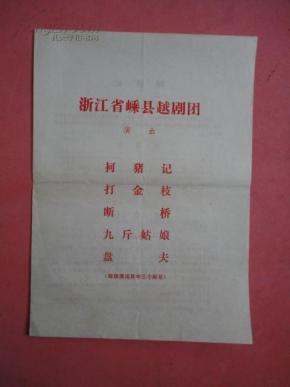 浙江省嵊县越剧团
演出
柯猪记
打金枝
断桥
九斤姑娘
盘夫